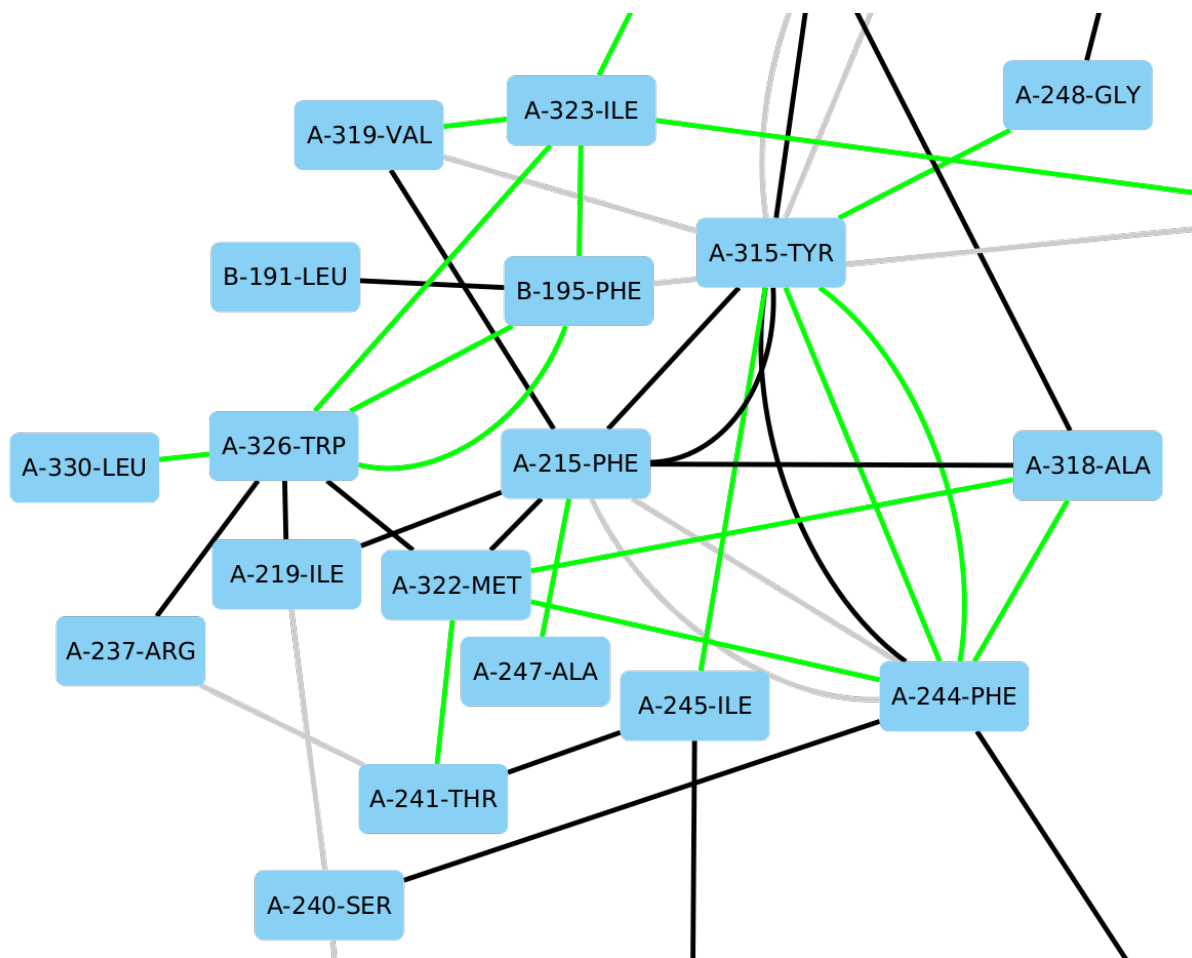 A-248-GLY
A-323-ILE
A-319-VAL
A-315-TYR
B-191-LEU
B-195-PHE
A-326-TRP
A-330-LEU
A-215-PHE
A-318-ALA
A-219-ILE
A-322-MET
A-237-ARG
A-247-ALA
A-245-ILE
A-244-PHE
A-241-THR
A-240-SER